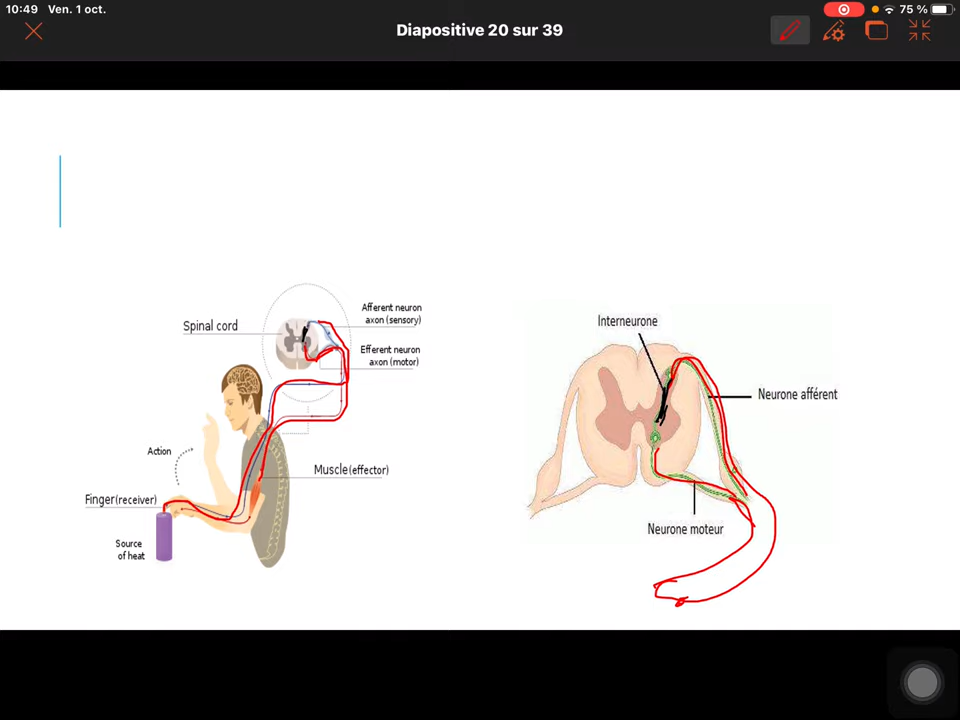 10:49 Ven. 1 oct.
75 %
Diapositive 20 sur 39
Afferent neuron
axon (sensory)
Spinal cord
Efferent neuron
axon (motor)
Action
Muscle(effector)
Finger(receiver)
Source
of heat
Interneurone
Neurone afférent
Neurone moteur